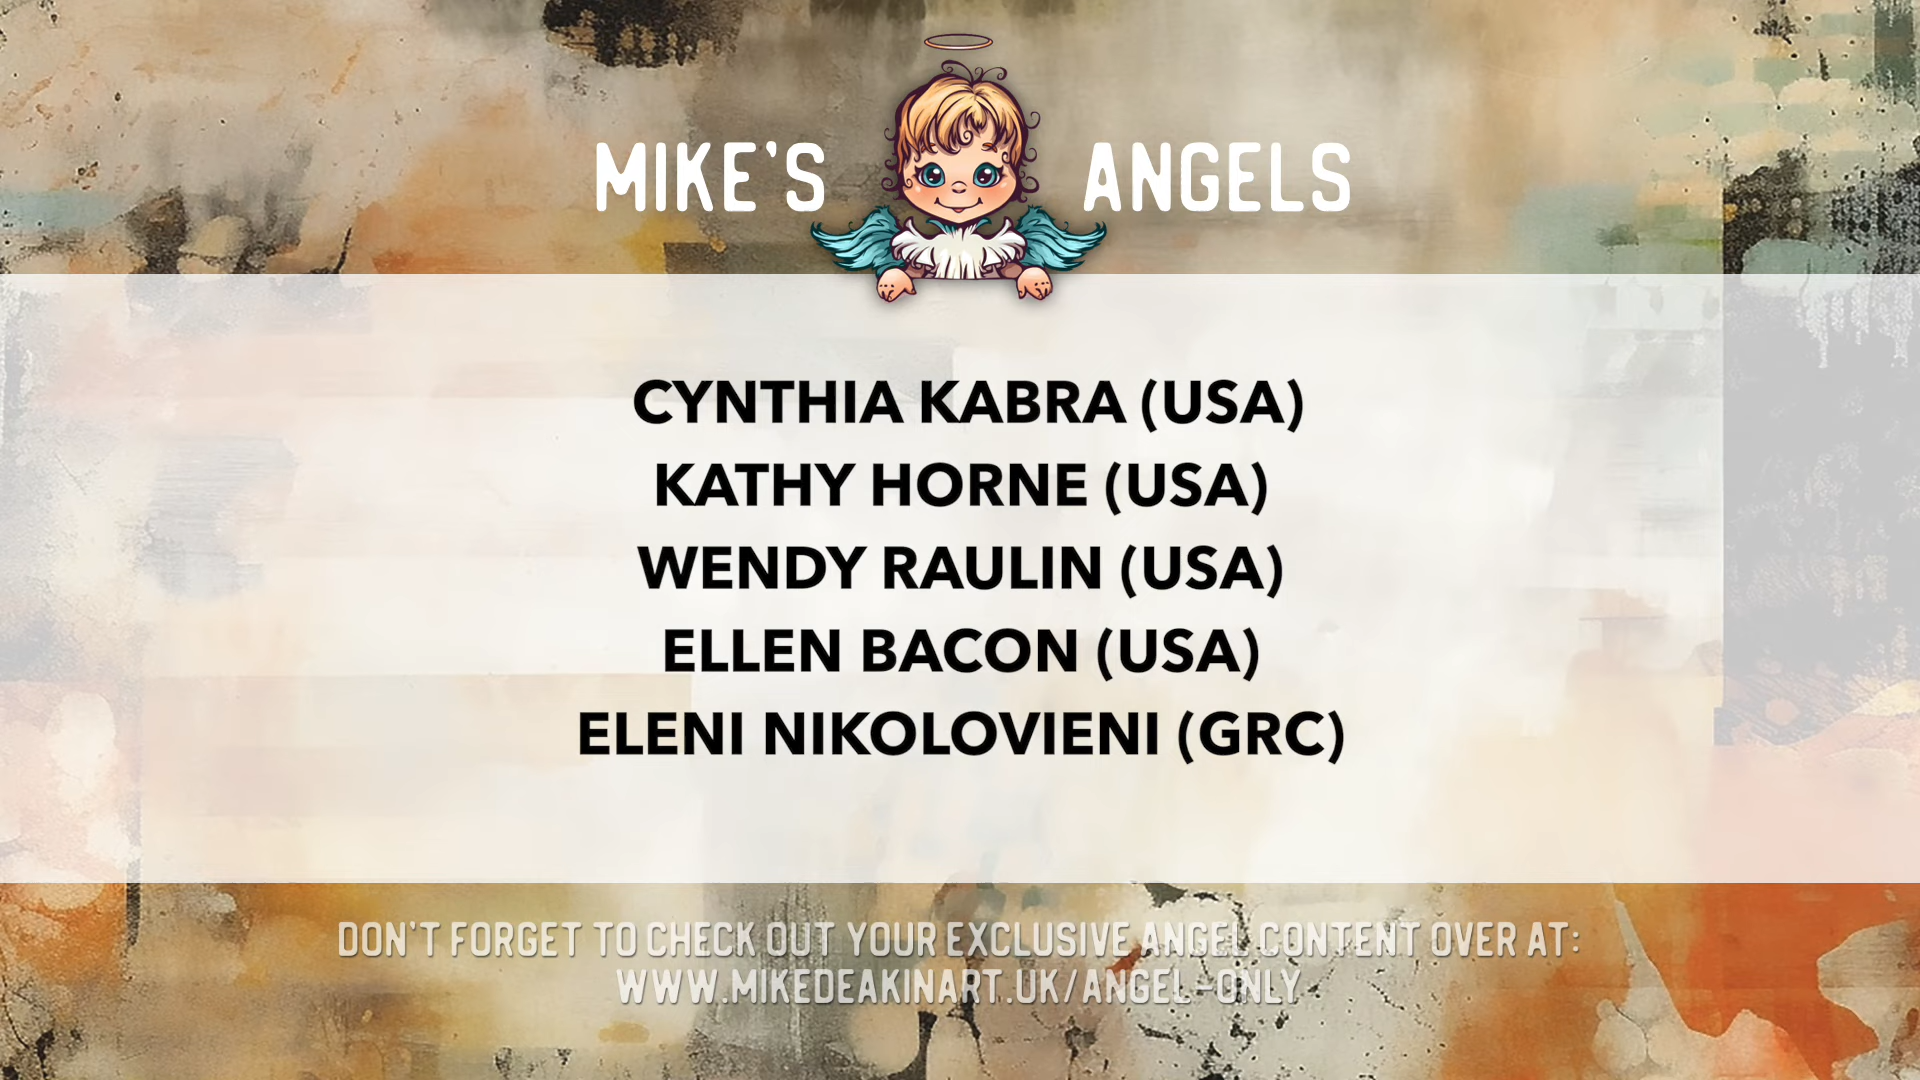 MIKE'S ANGELS
CYNTHIA KABRA (USA)
KATHY HORNE (USA)
WENDY RAULIN (USA)
ELLEN BACON (USA)
ELENI NIKOLOVIENI (GRC)
DON'T FORGET TO CHECK OUT YOUR EXCLUSIVE ANGEL CONTENT OVER AT:
WWW.MIKEDEAKINART.UK/ANGEL-ONLY